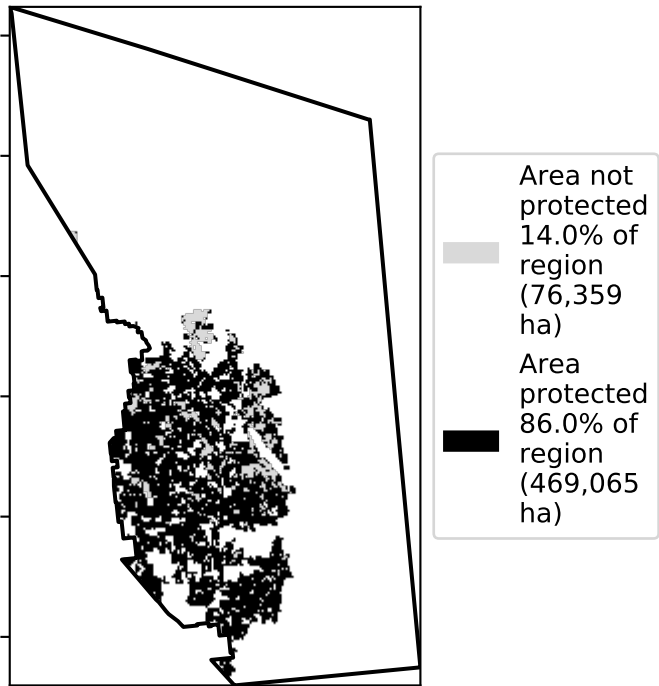 Area not
protected
14.0% of
region
(76,359
ha)
Area
protected
86.0% of
region
(469,065
ha)